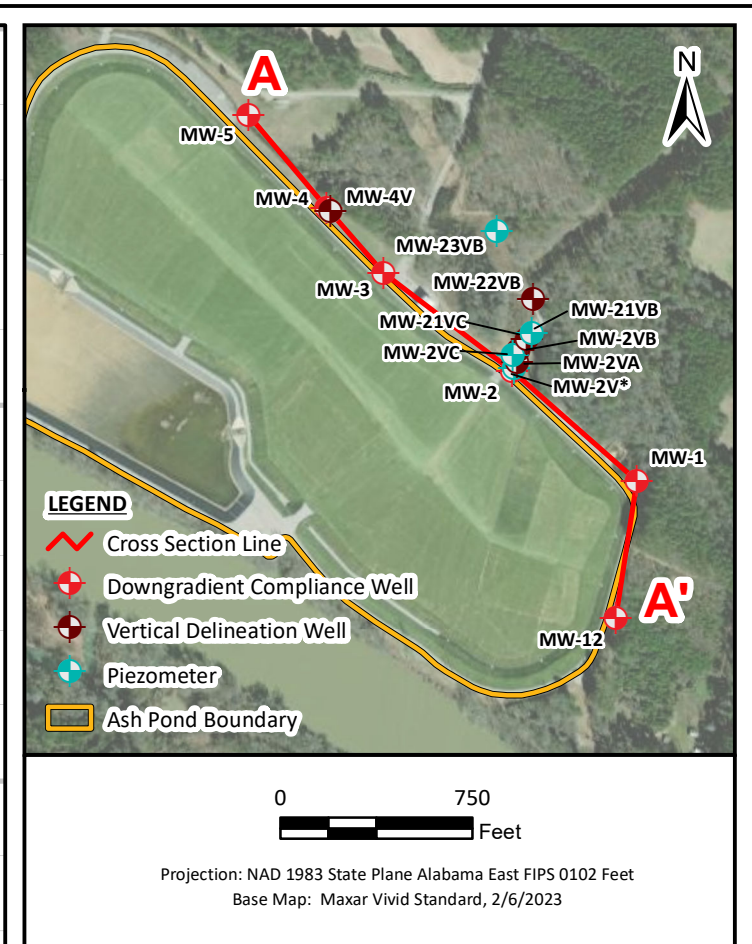 A
N
MW-5
MW-4
MW-4V
MW-23VB
MW-3
MW-22VB
MW-21VC
MW-21VB
MW-2VB
MW-2VC
MW-2VA
MW-2V*
MW-2
MW-1
LEGEND
Cross Section Line
Downgradient Compliance Well
A'
Vertical Delineation Well
MW-12
Piezometer
Ash Pond Boundary
0 750
Feet
Projection: NAD 1983 State Plane Alabama East FIPS 0102 Feet
Base Map: Maxar Vivid Standard, 2/6/2023